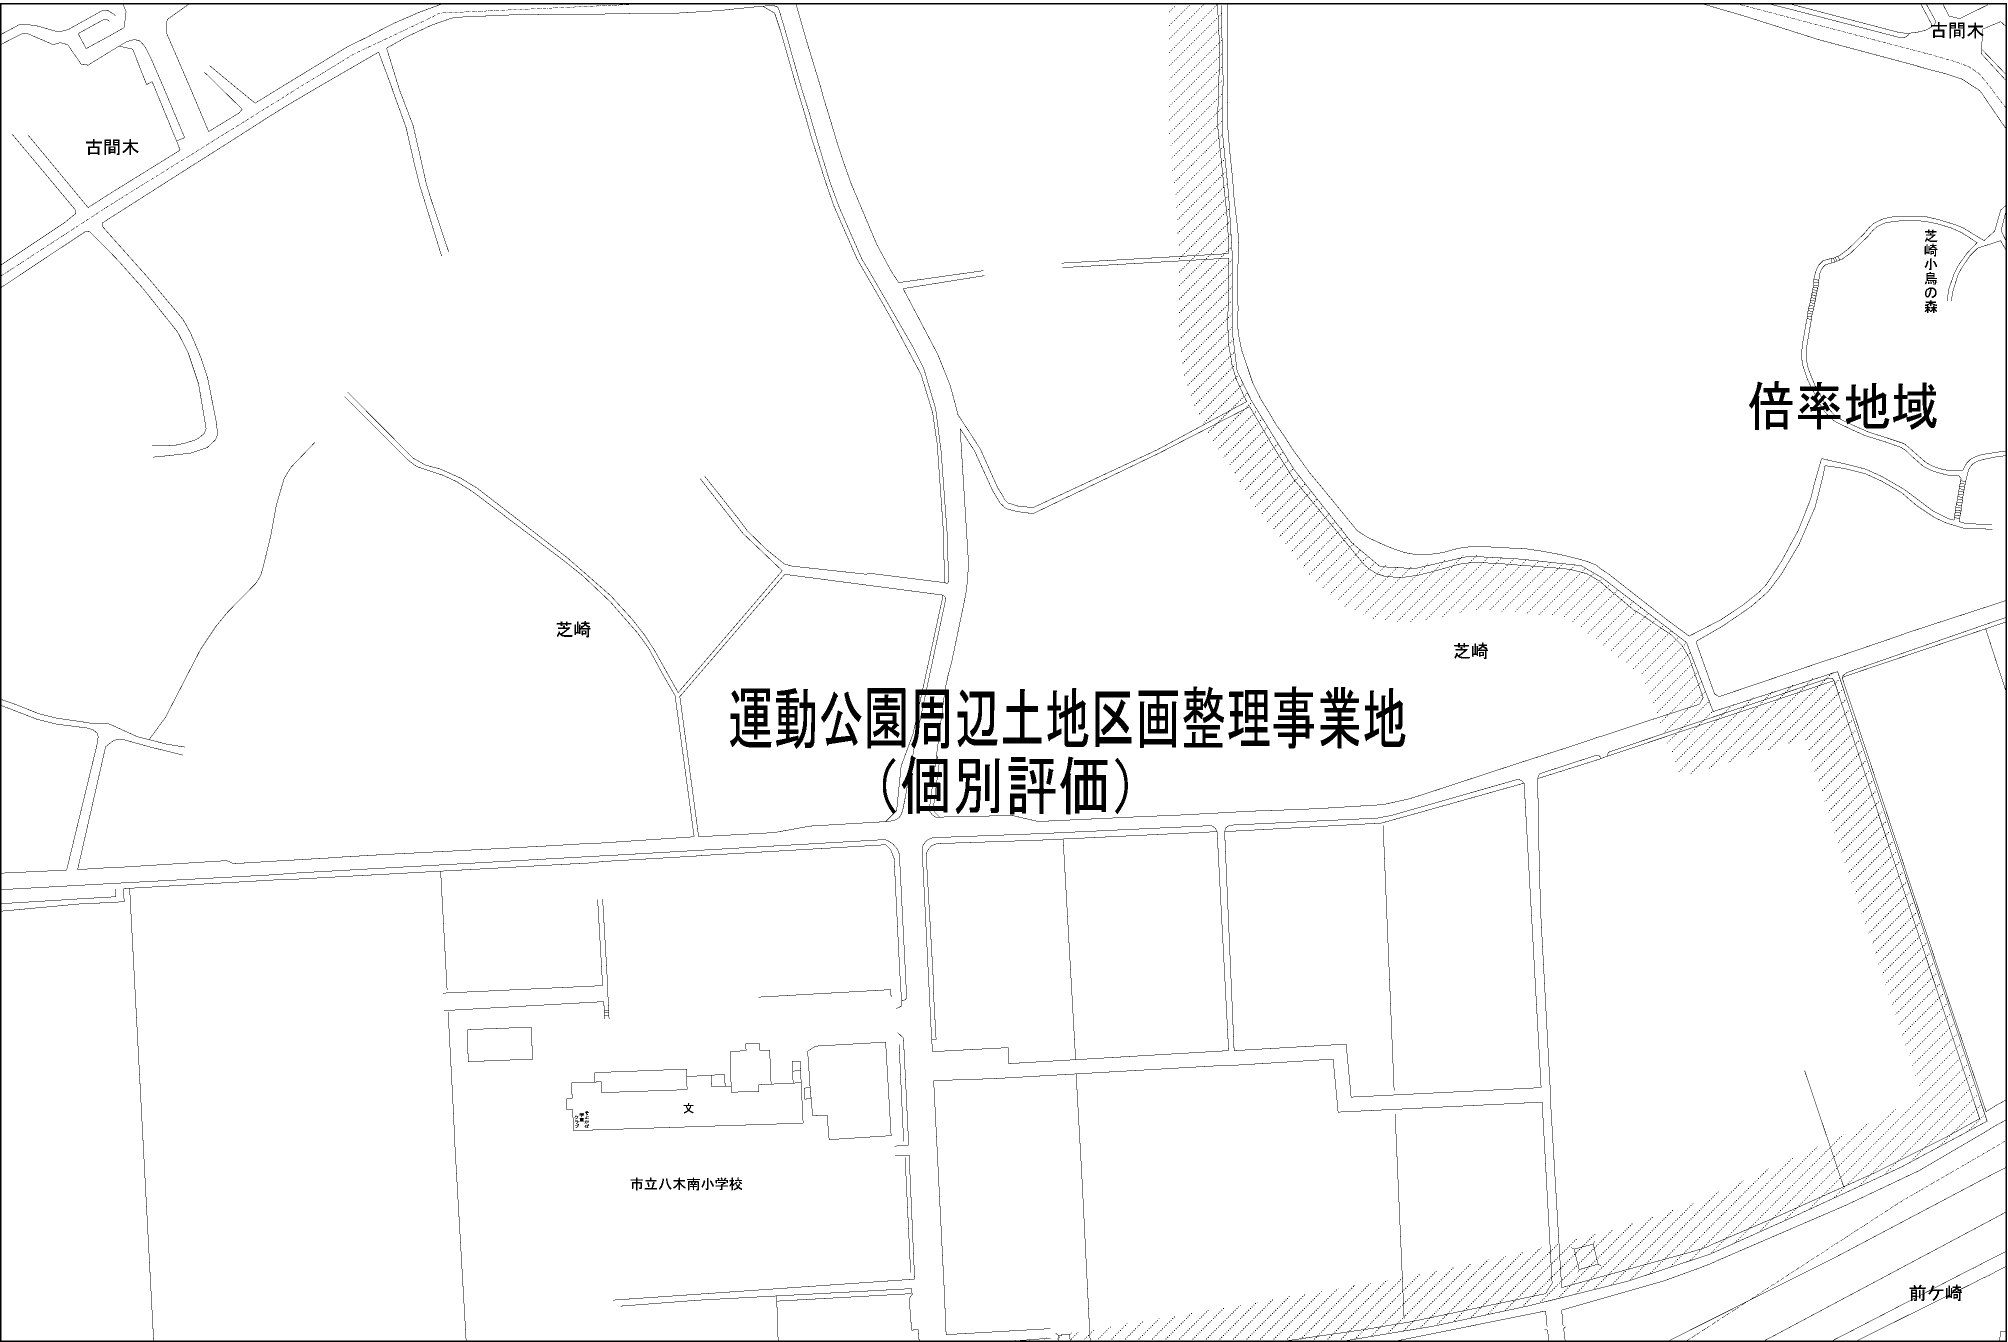 古間木
古間木
芝崎小鳥の森
倍率地域
芝崎
芝崎
運動公園周辺土地区画整理事業地
（個別評価）
文
市立八木南小学校
前ケ崎